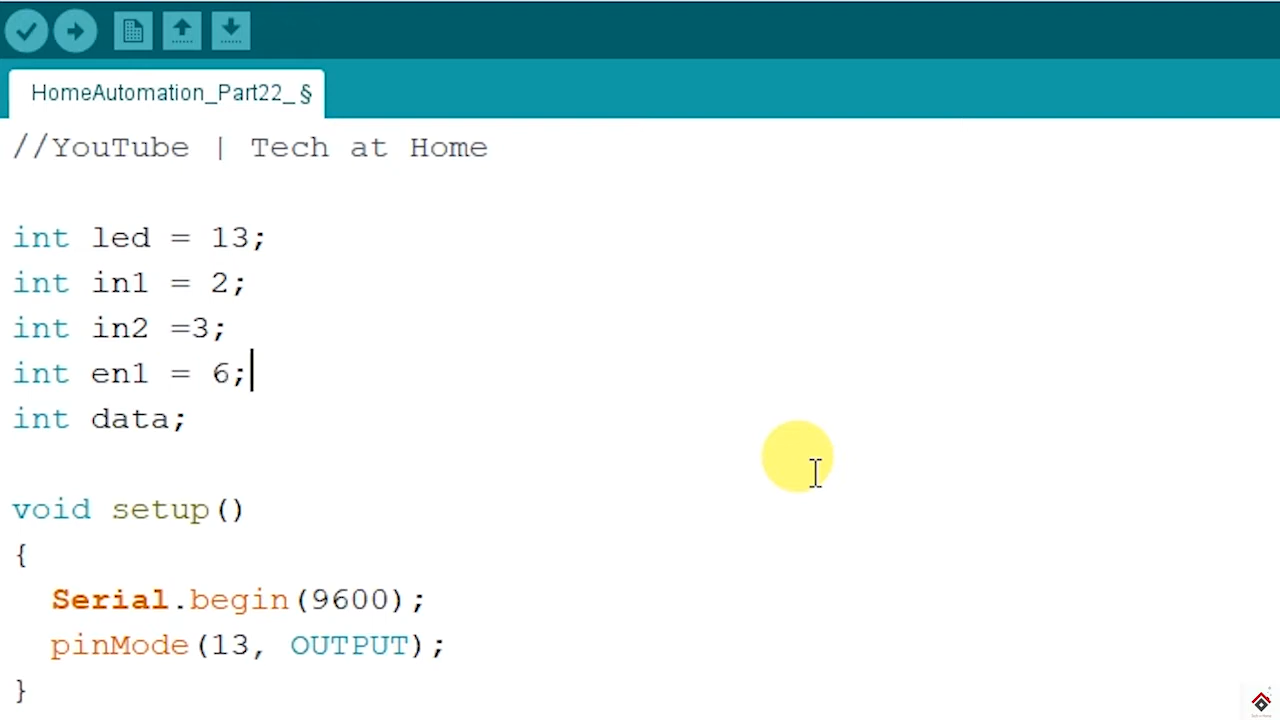 HomeAutomation_Part22_ §
//YouTube | Tech at Home
int led = 13;
int in1 = 2;
int in2 =3;
int en1 = 6;
int data;
void setup()
{
  Serial.begin(9600);
  pinMode(13, OUTPUT);
}